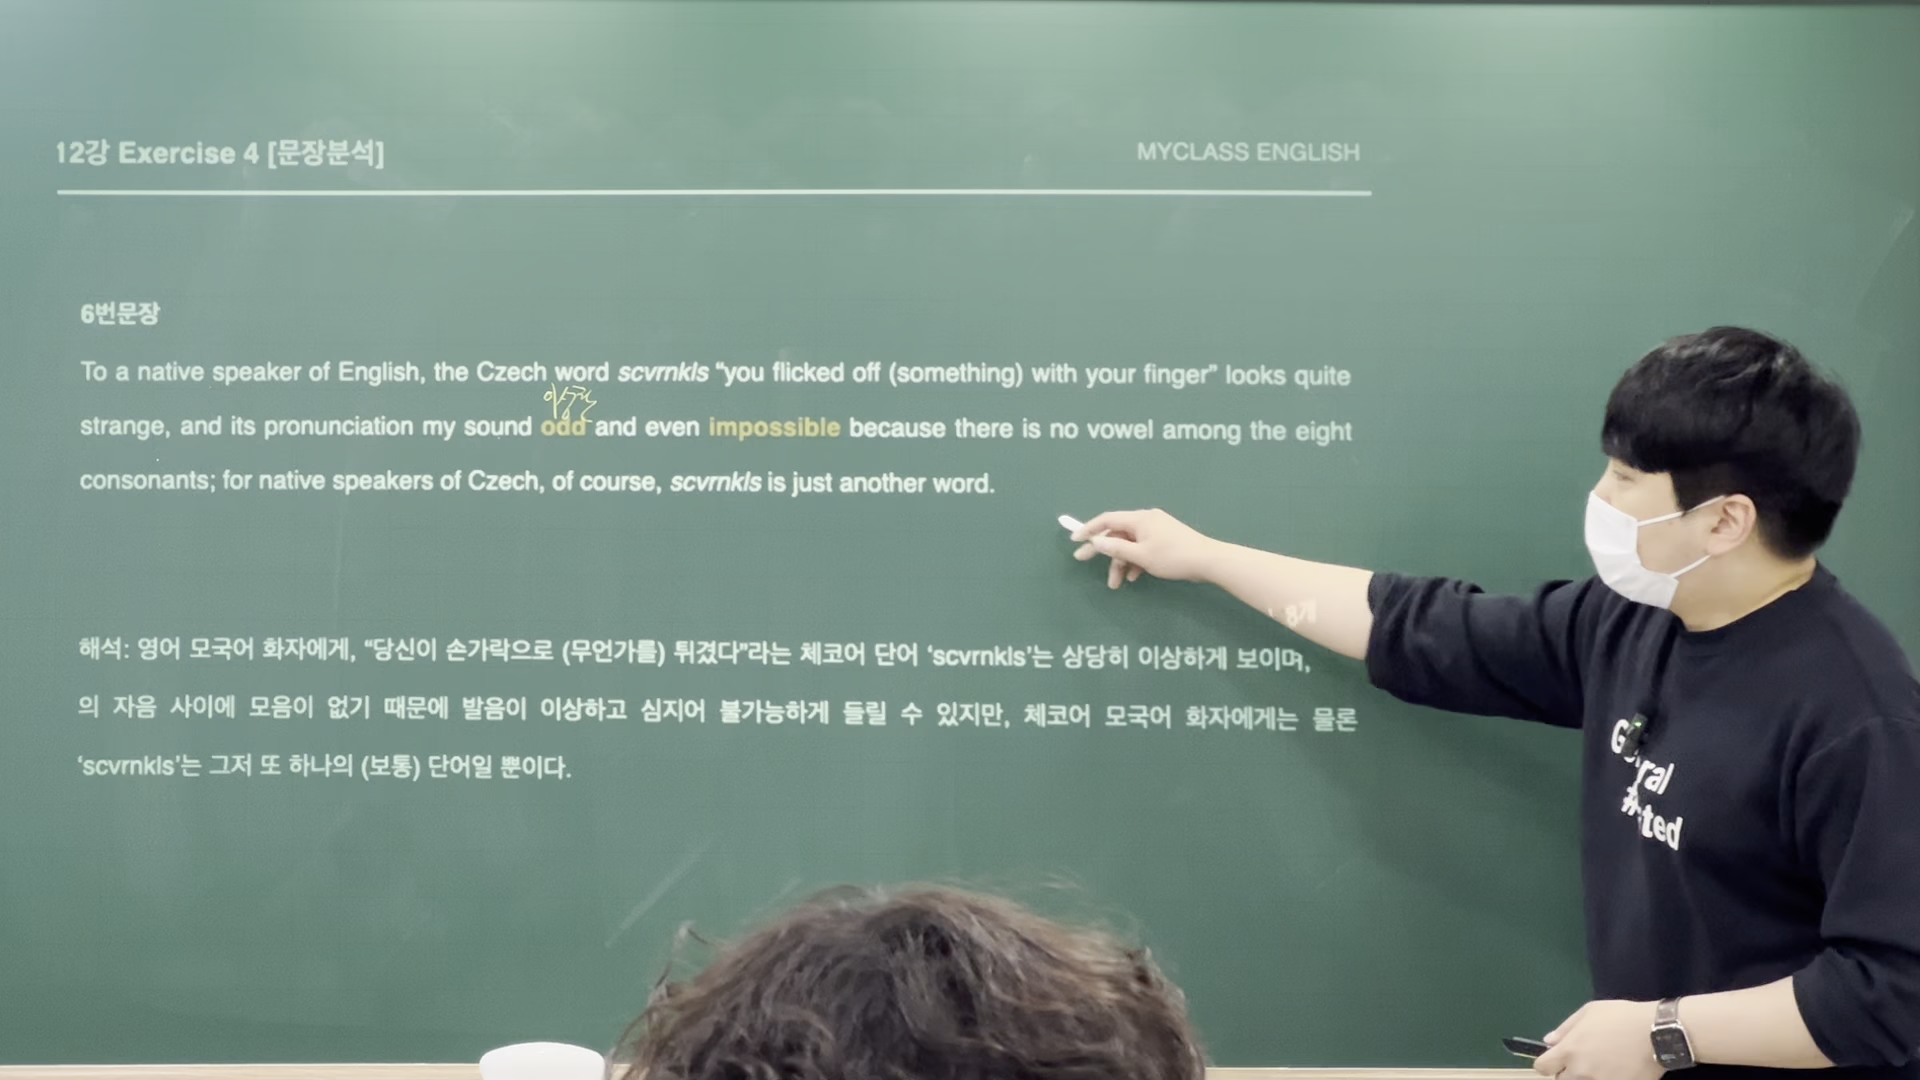 12강 Exercise 4 [문장분석]
MYCLASS ENGLISH
6번문장
To a native speaker of English, the Czech word scvrnkls “you flicked off (something) with your finger” looks quite
strange, and its pronunciation my sound odd and even impossible because there is no vowel among the eight
consonants; for native speakers of Czech, of course, scvrnkls is just another word.
8개
해석: 영어 모국어 화자에게, “당신이 손가락으로 (무언가를) 튀겼다”라는 체코어 단어 ‘scvrnkls’는 상당히 이상하게 보이며,
의 자음 사이에 모음이 없기 때문에 발음이 이상하고 심지어 불가능하게 들릴 수 있지만, 체코어 모국어 화자에게는 물론
‘scvrnkls’는 그저 또 하나의 (보통) 단어일 뿐이다.